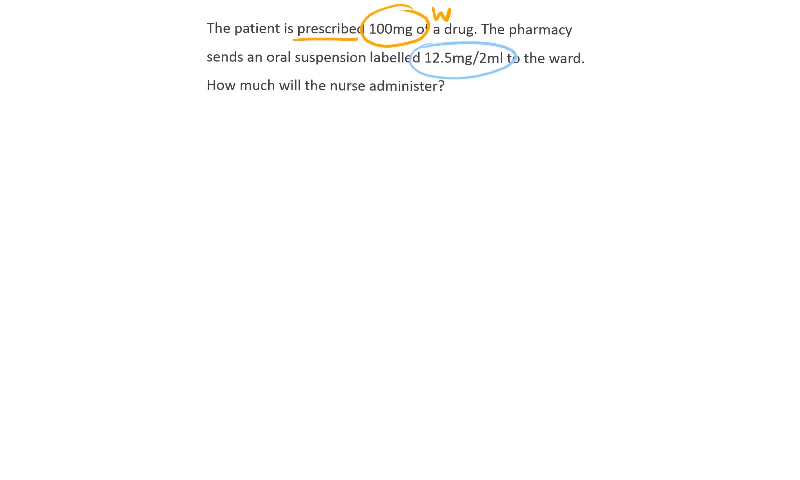 W
The patient is prescribed 100mg of a drug. The pharmacy
sends an oral suspension labelled 12.5mg/2ml to the ward.
How much will the nurse administer?